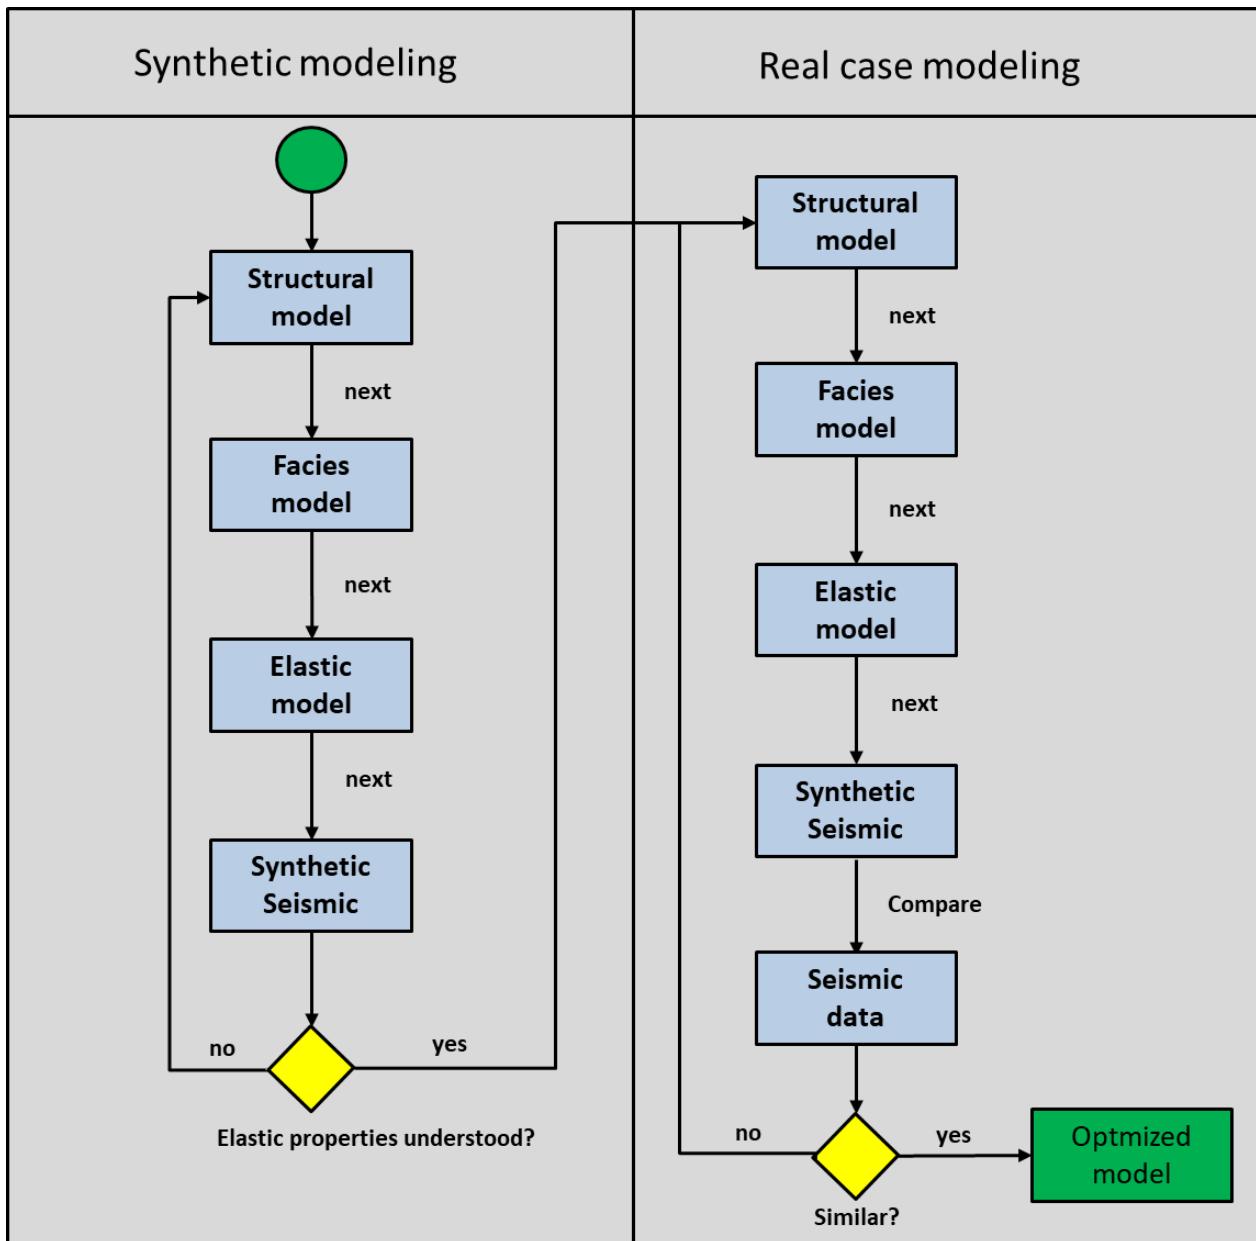 Synthetic modeling
Structural
model
next
Facies
model
next
Elastic
model
next
Synthetic
Seismic
no
yes
Elastic properties understood?
Real case modeling
Structural
model
next
Facies
model
next
Elastic
model
next
Synthetic
Seismic
Compare
Seismic
data
no
yes
Similar?
Optmized
model